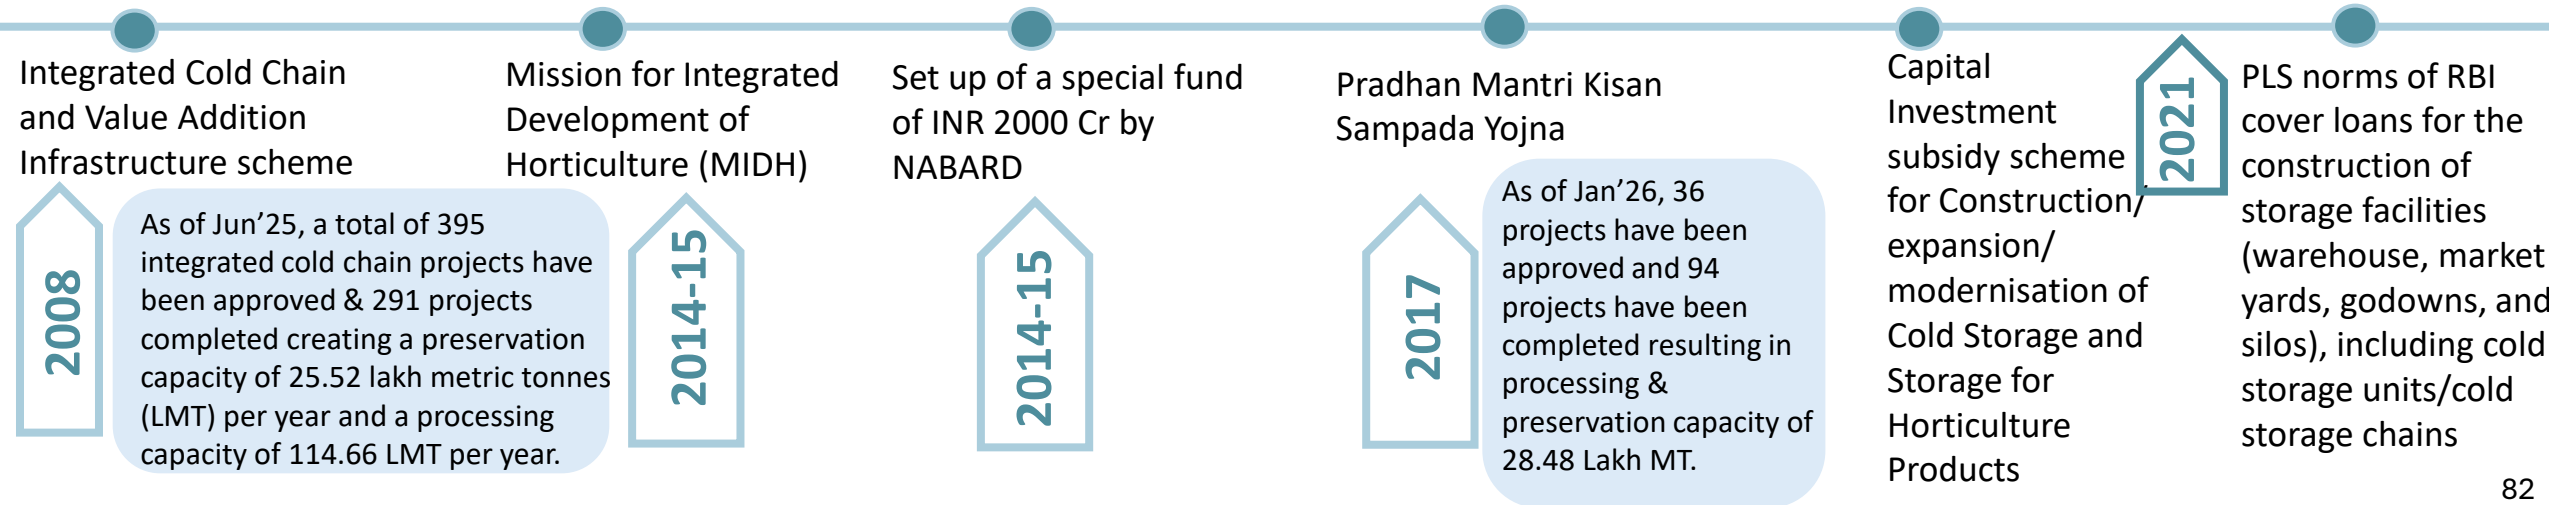 Integrated Cold Chain
and Value Addition
Infrastructure scheme
2008
As of Jun’25, a total of 395
integrated cold chain projects have
been approved & 291 projects
completed creating a preservation
capacity of 25.52 lakh metric tonnes
(LMT) per year and a processing
capacity of 114.66 LMT per year.
Mission for Integrated
Development of
Horticulture (MIDH)
2014-15
Set up of a special fund
of INR 2000 Cr by
NABARD
2014-15
Pradhan Mantri Kisan
Sampada Yojna
2017
As of Jan’26, 36
projects have been
approved and 94
projects have been
completed resulting in
processing &
preservation capacity of
28.48 Lakh MT.
Capital
Investment
subsidy scheme
for Construction/
expansion/
modernisation of
Cold Storage and
Storage for
Horticulture
Products
2021
PLS norms of RBI
cover loans for the
construction of
storage facilities
(warehouse, market
yards, godowns, and
silos), including cold
storage units/cold
storage chains
82